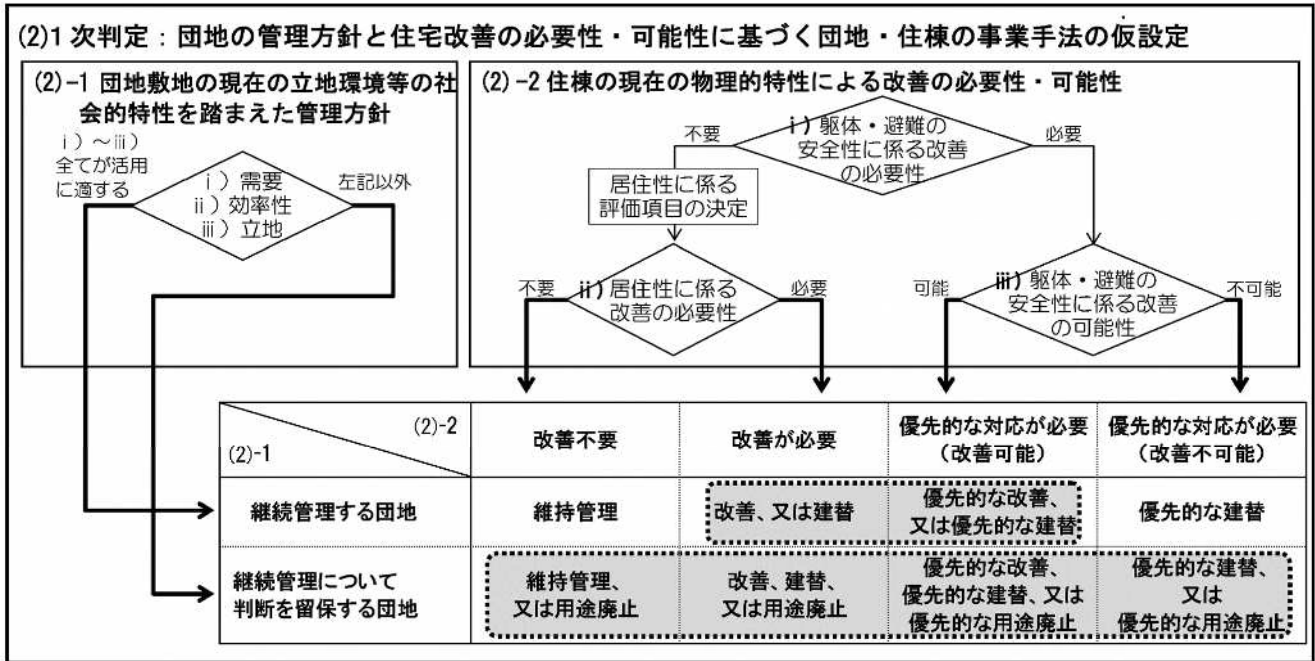 (2)1次判定：団地の管理方針と住宅改善の必要性・可能性に基づく団地・住棟の事業手法の仮設定
(2)-1 団地敷地の現在の立地環境等の社
会的特性を踏まえた管理方針
ⅰ）～ⅲ）
全てが活用
に適する
ⅰ）需要
ⅱ）効率性
ⅲ）立地
左記以外
(2)-2 住棟の現在の物理的特性による改善の必要性・可能性
不要
ⅰ）躯体・避難の
安全性に係る改善
の必要性
必要
居住性に係る
評価項目の決定
不要
ⅱ）居住性に係る
改善の必要性
必要
可能
ⅲ）躯体・避難の
安全性に係る改善
の可能性
不可能
(2)-2
(2)-1
改善不要
改善が必要
優先的な対応が必要
（改善可能）
優先的な対応が必要
（改善不可能）
継続管理する団地
維持管理
改善、又は建替
優先的な改善、
又は優先的な建替
優先的な建替
継続管理について
判断を留保する団地
維持管理、
又は用途廃止
改善、建替、
又は用途廃止
優先的な改善、
優先的な建替、又は
優先的な用途廃止
優先的な建替、
又は
優先的な用途廃止